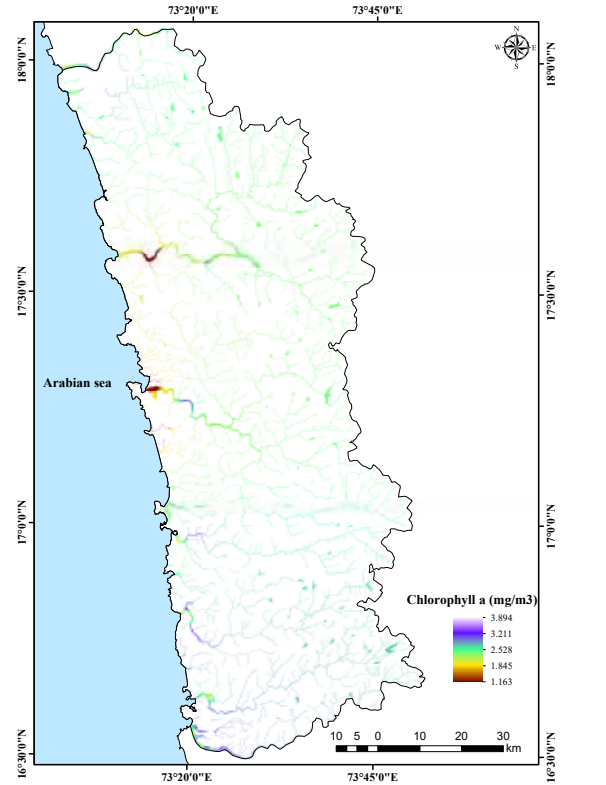 73°20'0"E 73°45'0"E
N
W E
S
18°0'0"N 18°0'0"N
17°30'0"N 17°30'0"N
Arabian sea
17°0'0"N 17°0'0"N
Chlorophyll a (mg/m3)
3.894
3.211
2.528
1.845
1.163
10 5 0 10 20 30
km
16°30'0"N 16°30'0"N
73°20'0"E 73°45'0"E